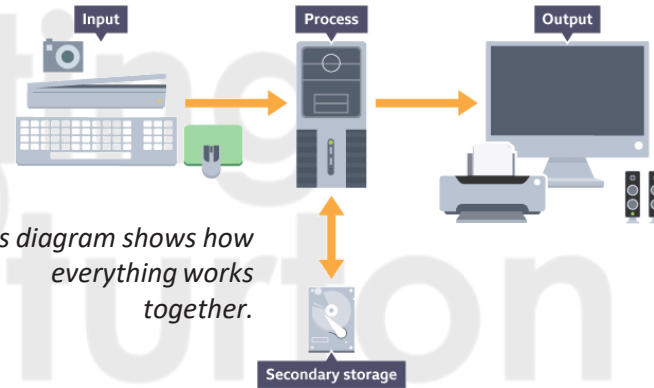 Input
Process
Output
s diagram shows how
everything works
together.
Secondary storage